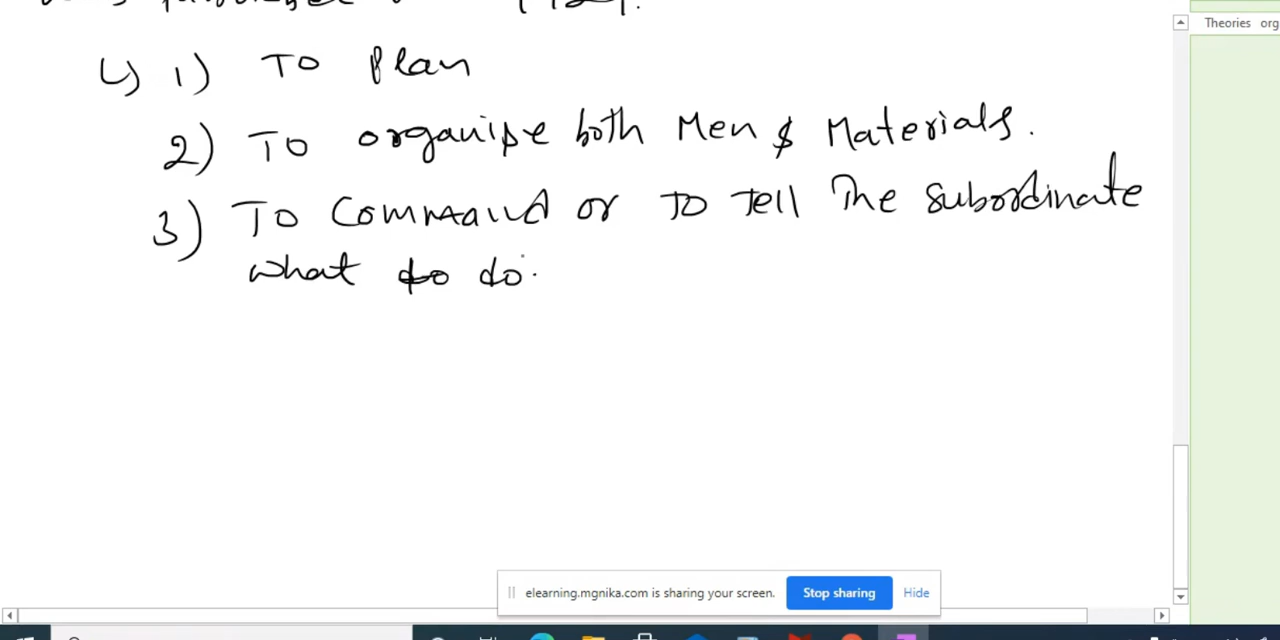 Theories org
4) 1) To Plan
2) To organise both Men & Materials.
3) To Command or To Tell The Subordinate
what to do.
elearning.mgnika.com is sharing your screen. Stop sharing Hide